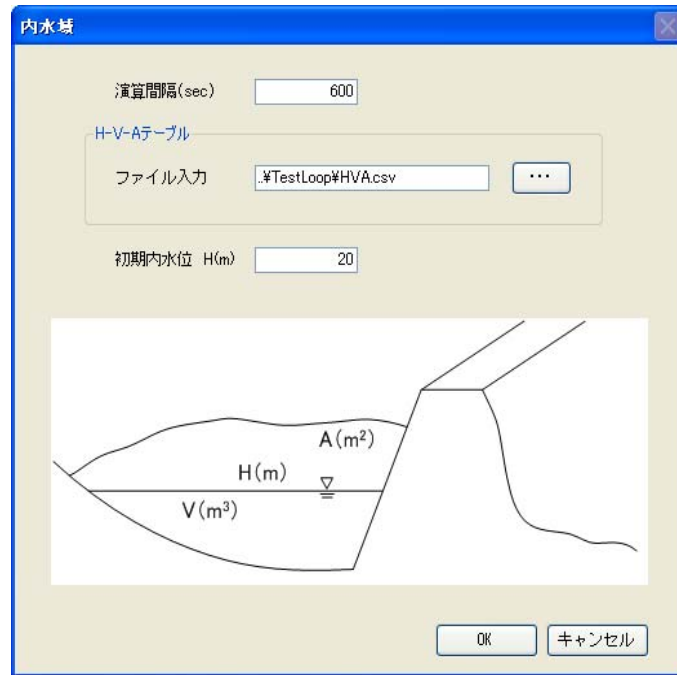 内水域
演算間隔(sec) 600
H-V-Aテーブル
ファイル入力 ..¥TestLoop¥HVA.csv ...
初期内水位 H(m) 20
A(m²)
H(m)
V(m³)
OK キャンセル